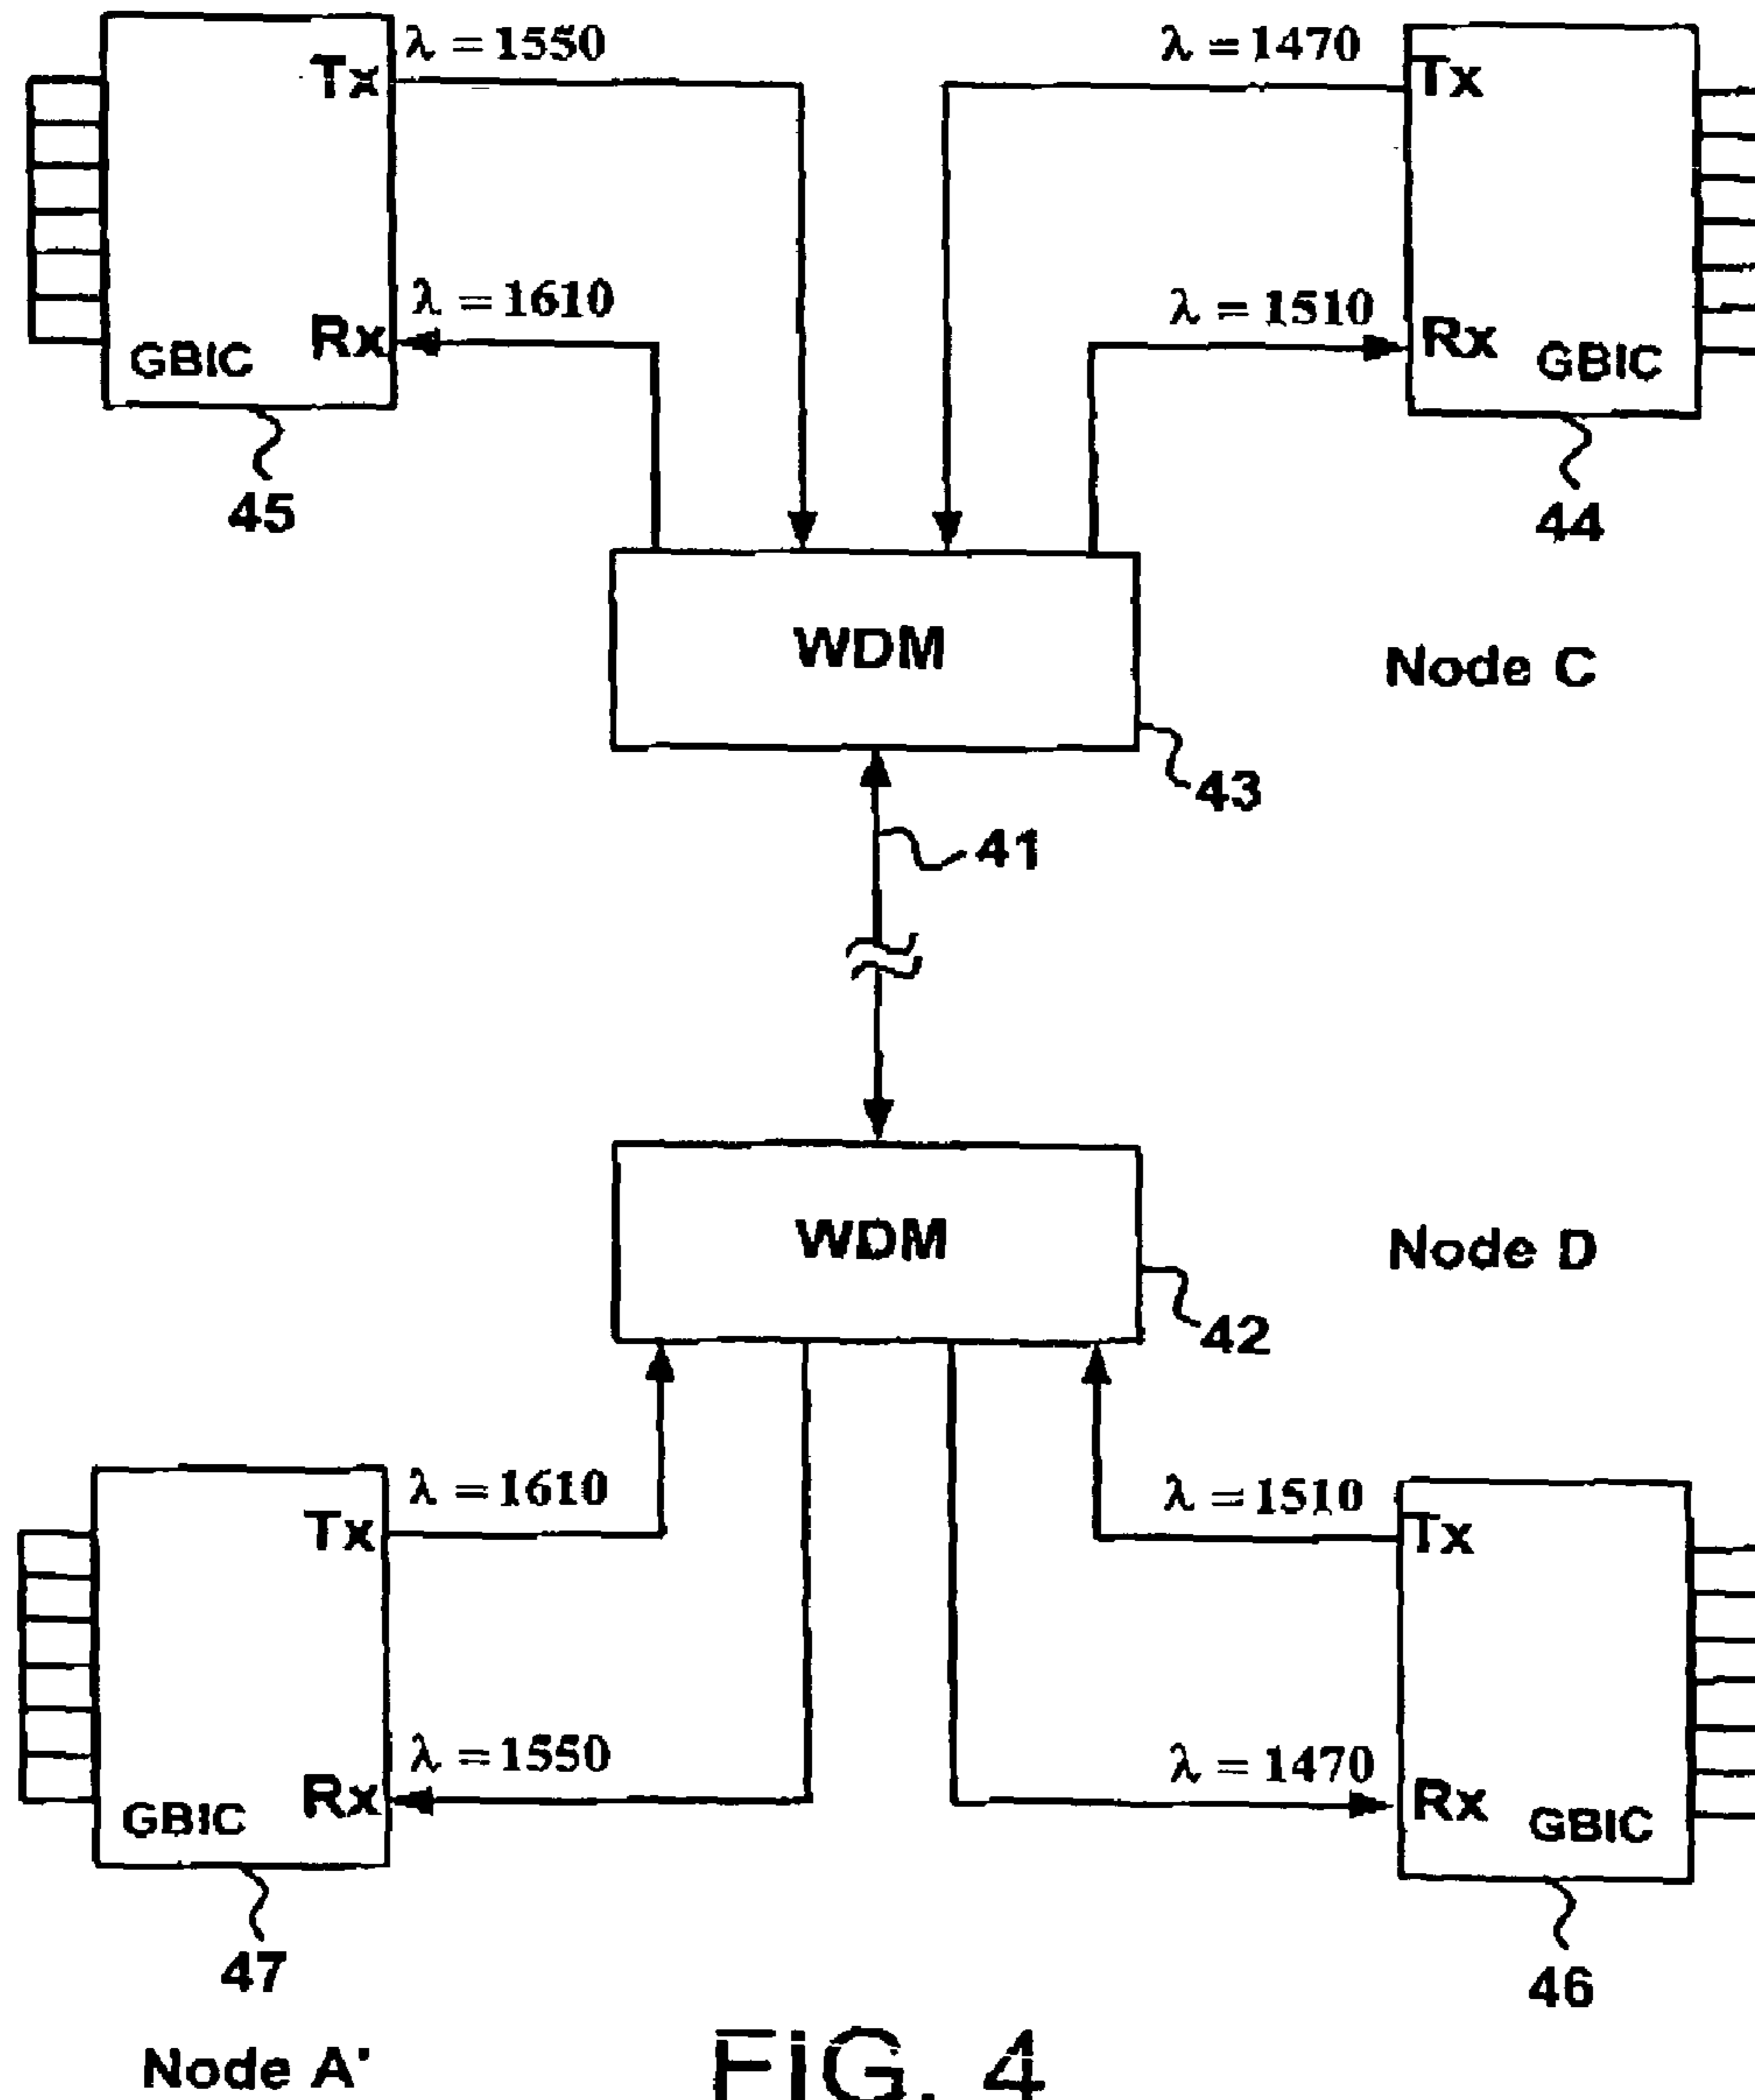 λ = 1550
λ = 1470
Tx
Tx
λ = 1610
λ = 1510
Rx
Rx
GBIC
GBIC
45
44
WDM
Node C
43
41
WDM
Node D
42
λ = 1610
λ = 1510
Tx
Tx
λ = 1550
λ = 1470
Rx
Rx
GBIC
GBIC
47
46
Node A'
FiG. 4